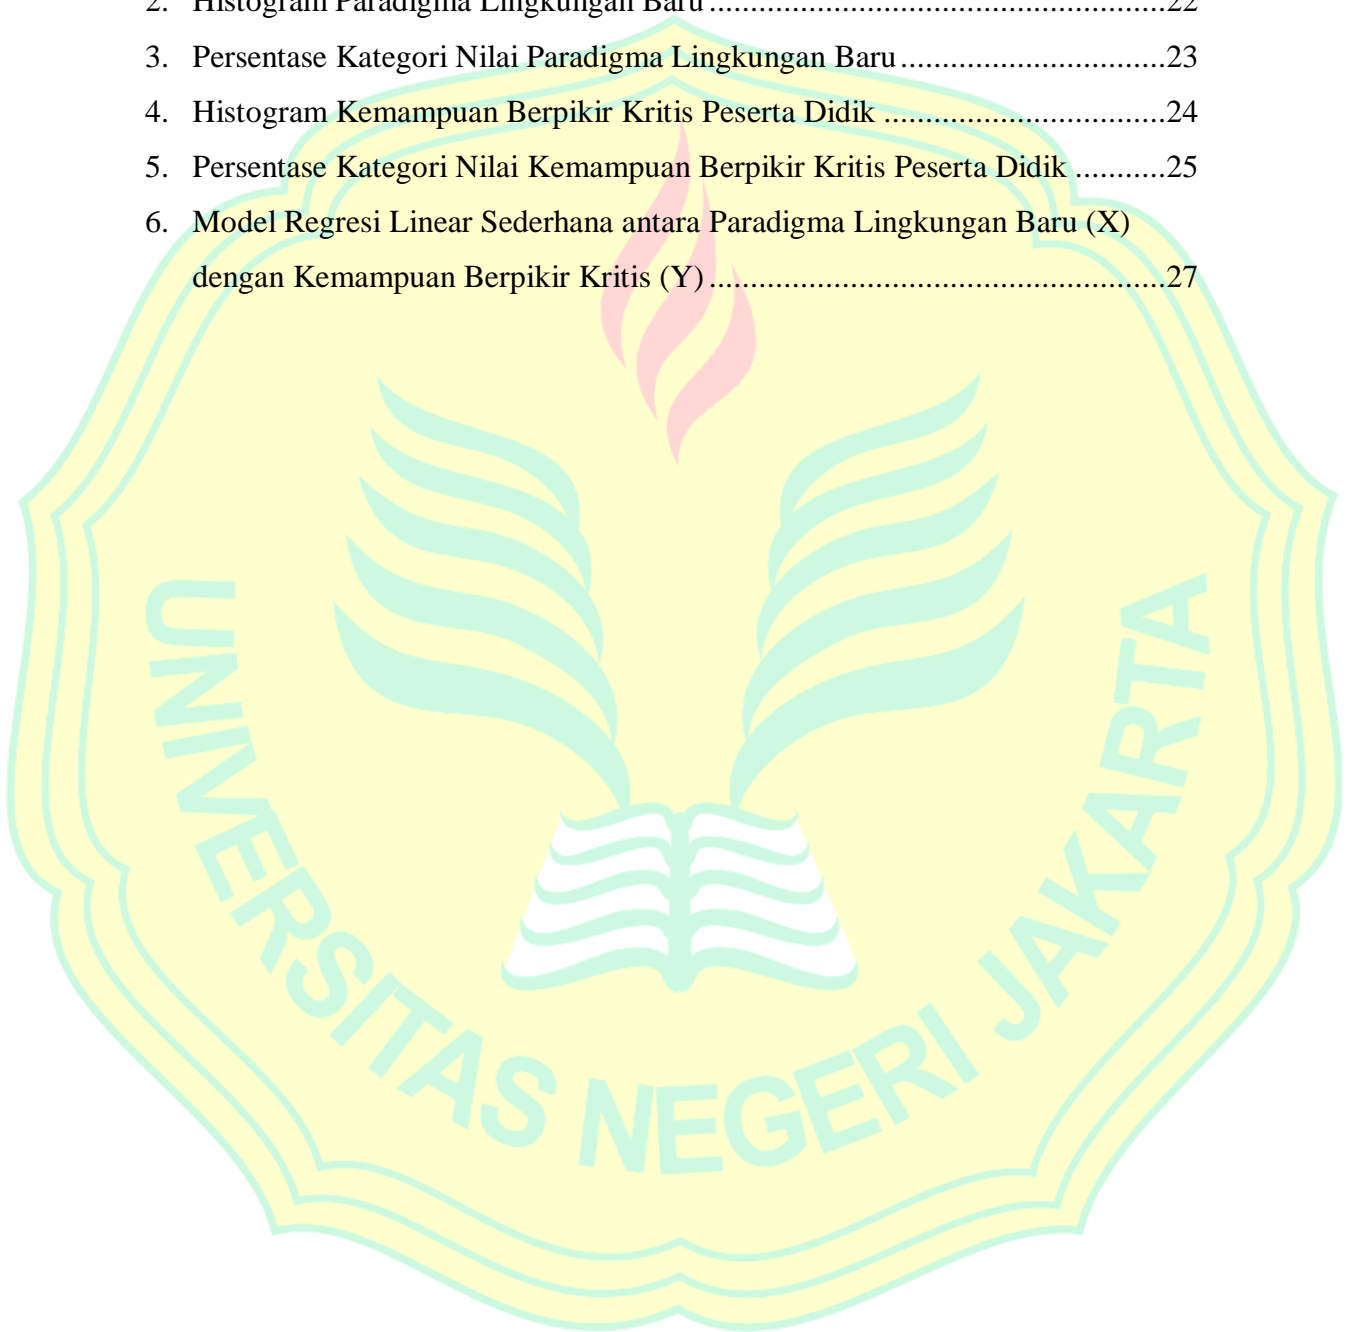 2. Histogram Paradigma Lingkungan Baru ........................................................22
3. Persentase Kategori Nilai Paradigma Lingkungan Baru ................................23
4. Histogram Kemampuan Berpikir Kritis Peserta Didik ..................................24
5. Persentase Kategori Nilai Kemampuan Berpikir Kritis Peserta Didik ...........25
6. Model Regresi Linear Sederhana antara Paradigma Lingkungan Baru (X)
dengan Kemampuan Berpikir Kritis (Y) .......................................................27
UNIVERSITAS NEGERI JAKARTA